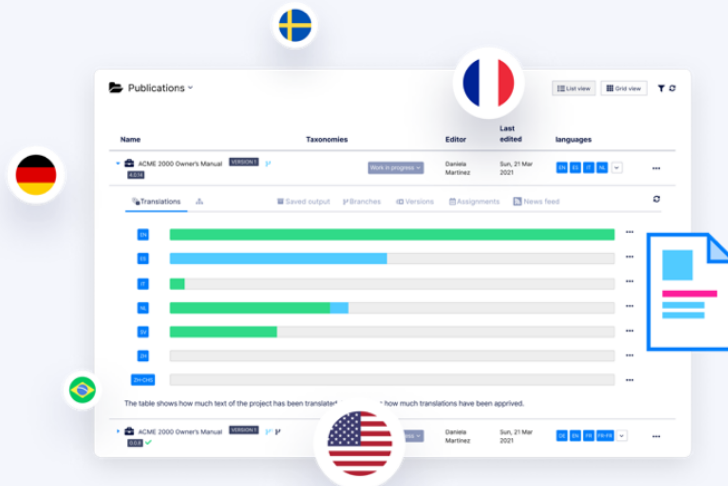 Publications
List view
Grid view
Name
Taxonomies
Editor
Last edited
languages
ACME 2000 Owner's Manual
VERSION 1
4.0.14
Work in progress
Daniela Martinez
Sun, 21 Mar 2021
EN ES IT NL
Translations
Saved output
Branches
Versions
Assignments
News feed
EN
ES
IT
NL
SV
ZH-CHS
The table shows how much text of the project has been translated
how much translations have been apprived.
ACME 2000 Owner's Manual
VERSION 1
0.0.6
Daniela Martinez
Sun, 21 Mar 2021
DE EN FR FR-FR